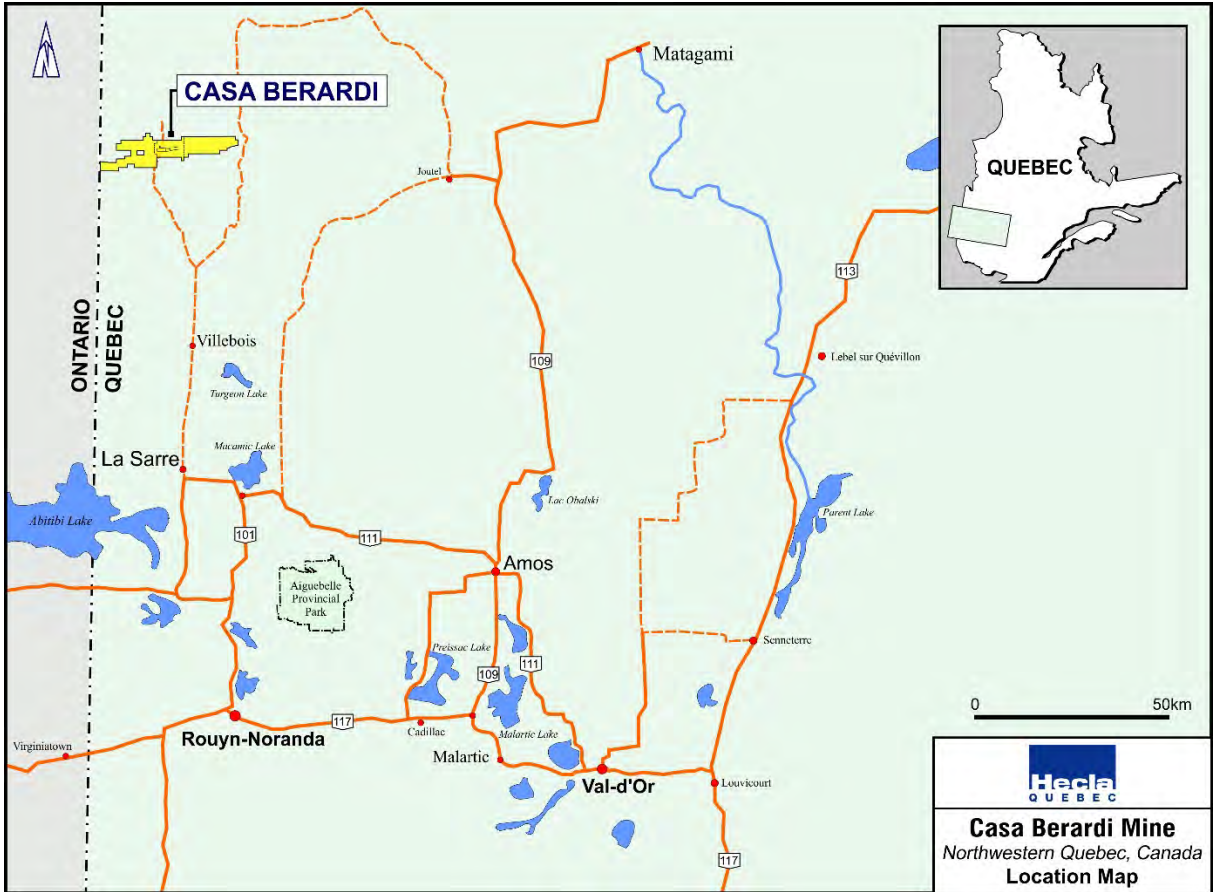 Matagami
CASA BERARDI
QUEBEC
Joutel
113
ONTARIO
QUEBEC
Villebois
109
Lebel sur Quévillon
Turgeon Lake
Macamic Lake
La Sarre
Lac Obalski
Parent Lake
Abitibi Lake
101
111
Amos
Aiguebelle
Provincial
Park
Senneterre
Preissac Lake
111
109
0
50km
117
Cadillac
Rouyn-Noranda
Malartic Lake
Virginiatown
Malartic
Val-d'Or
Louvicourt
117
Hecla
QUEBEC
Casa Berardi Mine
Northwestern Quebec, Canada
Location Map